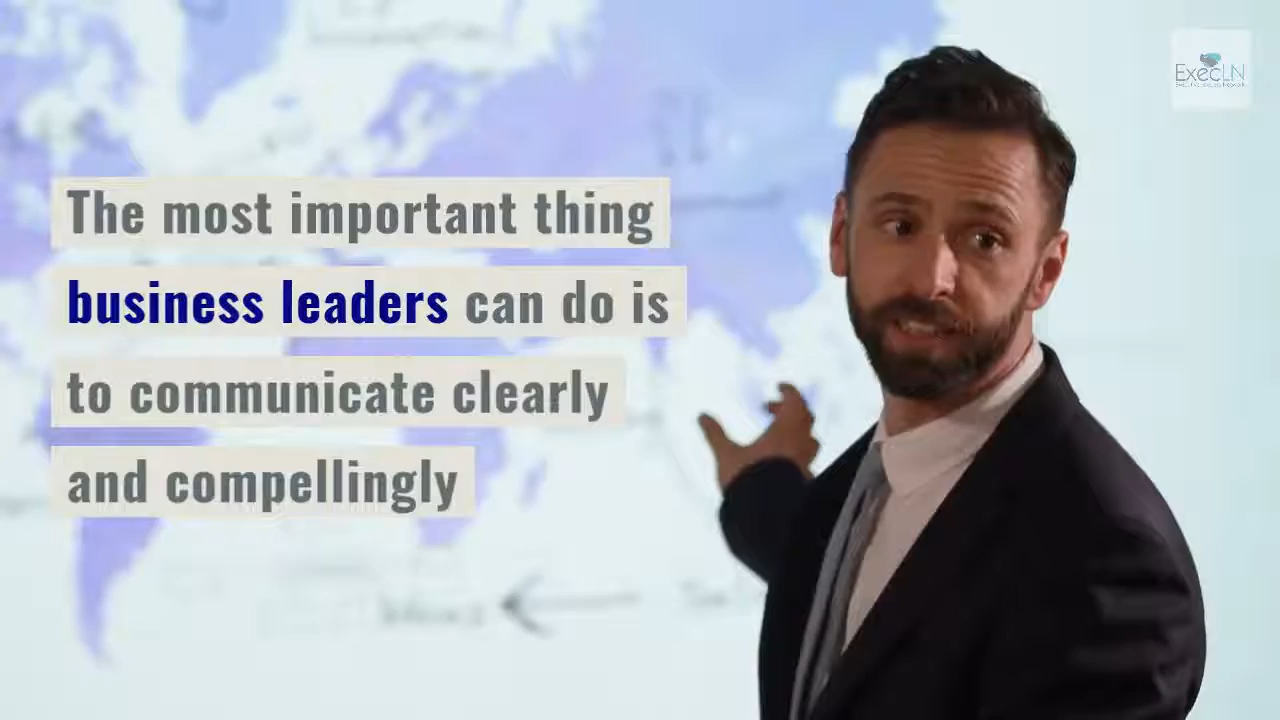 The most important thing
business leaders can do is
to communicate clearly
and compellingly
ExecLN